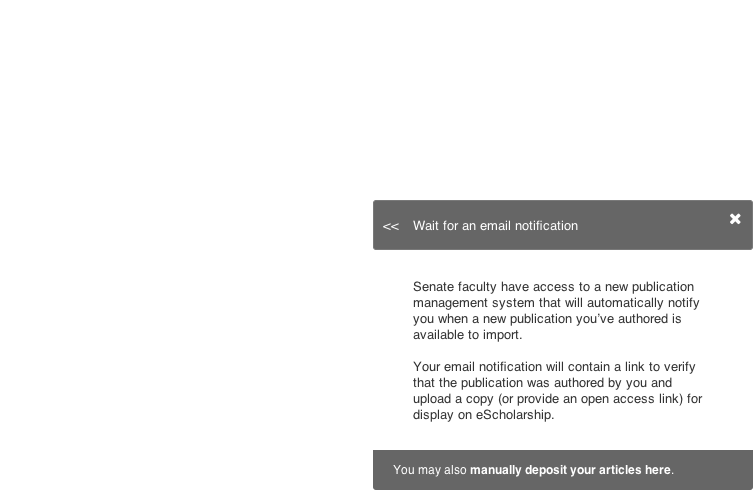 << Wait for an email notification ✖
Senate faculty have access to a new publication
management system that will automatically notify
you when a new publication you’ve authored is
available to import.
Your email notification will contain a link to verify
that the publication was authored by you and
upload a copy (or provide an open access link) for
display on eScholarship.
You may also manually deposit your articles here.